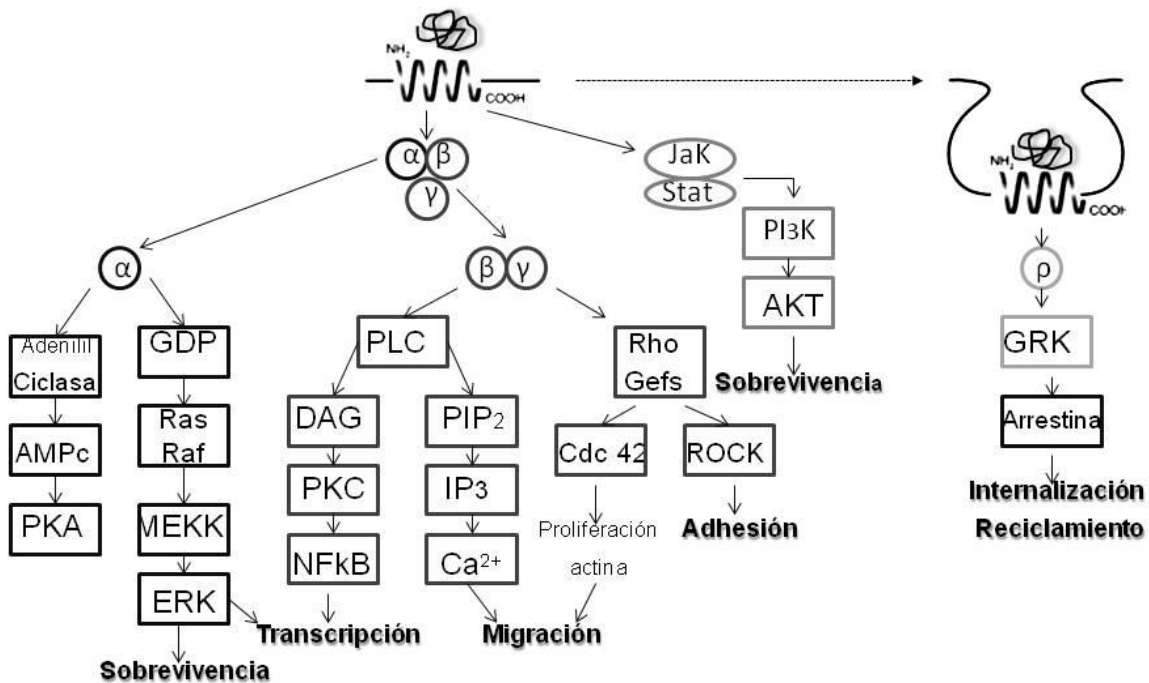 NH2
COOH
α β
γ
JaK
Stat
NH2
COOH
α
β γ
PI3K
ρ
AKT
Adenilil
Ciclasa
GDP
PLC
Rho
Gefs
GRK
Sobrevivencia
Ras
Raf
DAG
PIP2
Arrestina
AMPc
Cdc 42
ROCK
PKC
IP3
Internalización
Reciclamiento
PKA
MEKK
Proliferación
actina
Adhesión
NFkB
Ca2+
ERK
Transcripción
Migración
Sobrevivencia